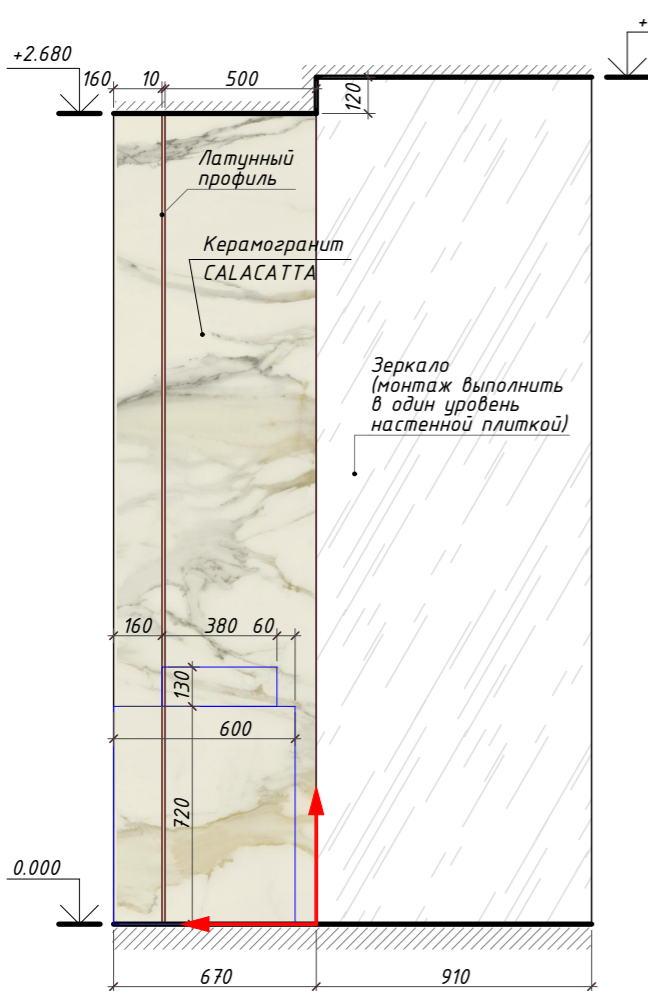 +
+2.680
160 10 500
120
Латунный
профиль
Керамогранит
CALACATTA
Зеркало
(монтаж выполнить
в один уровень
настенной плиткой)
160 380 60
130
600
720
0.000
670 910